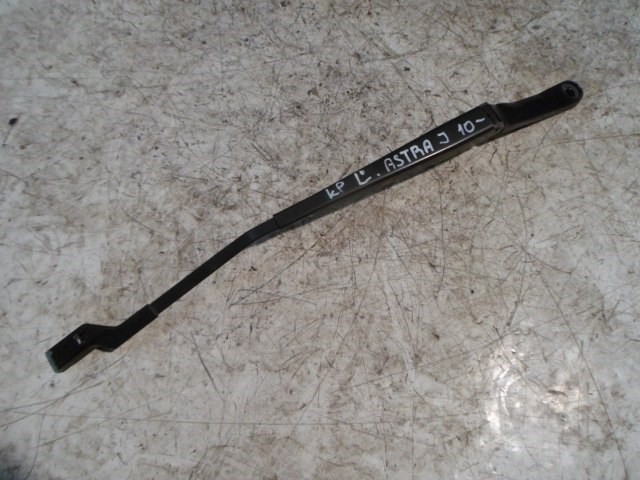 KP L. ASTRA J 10-